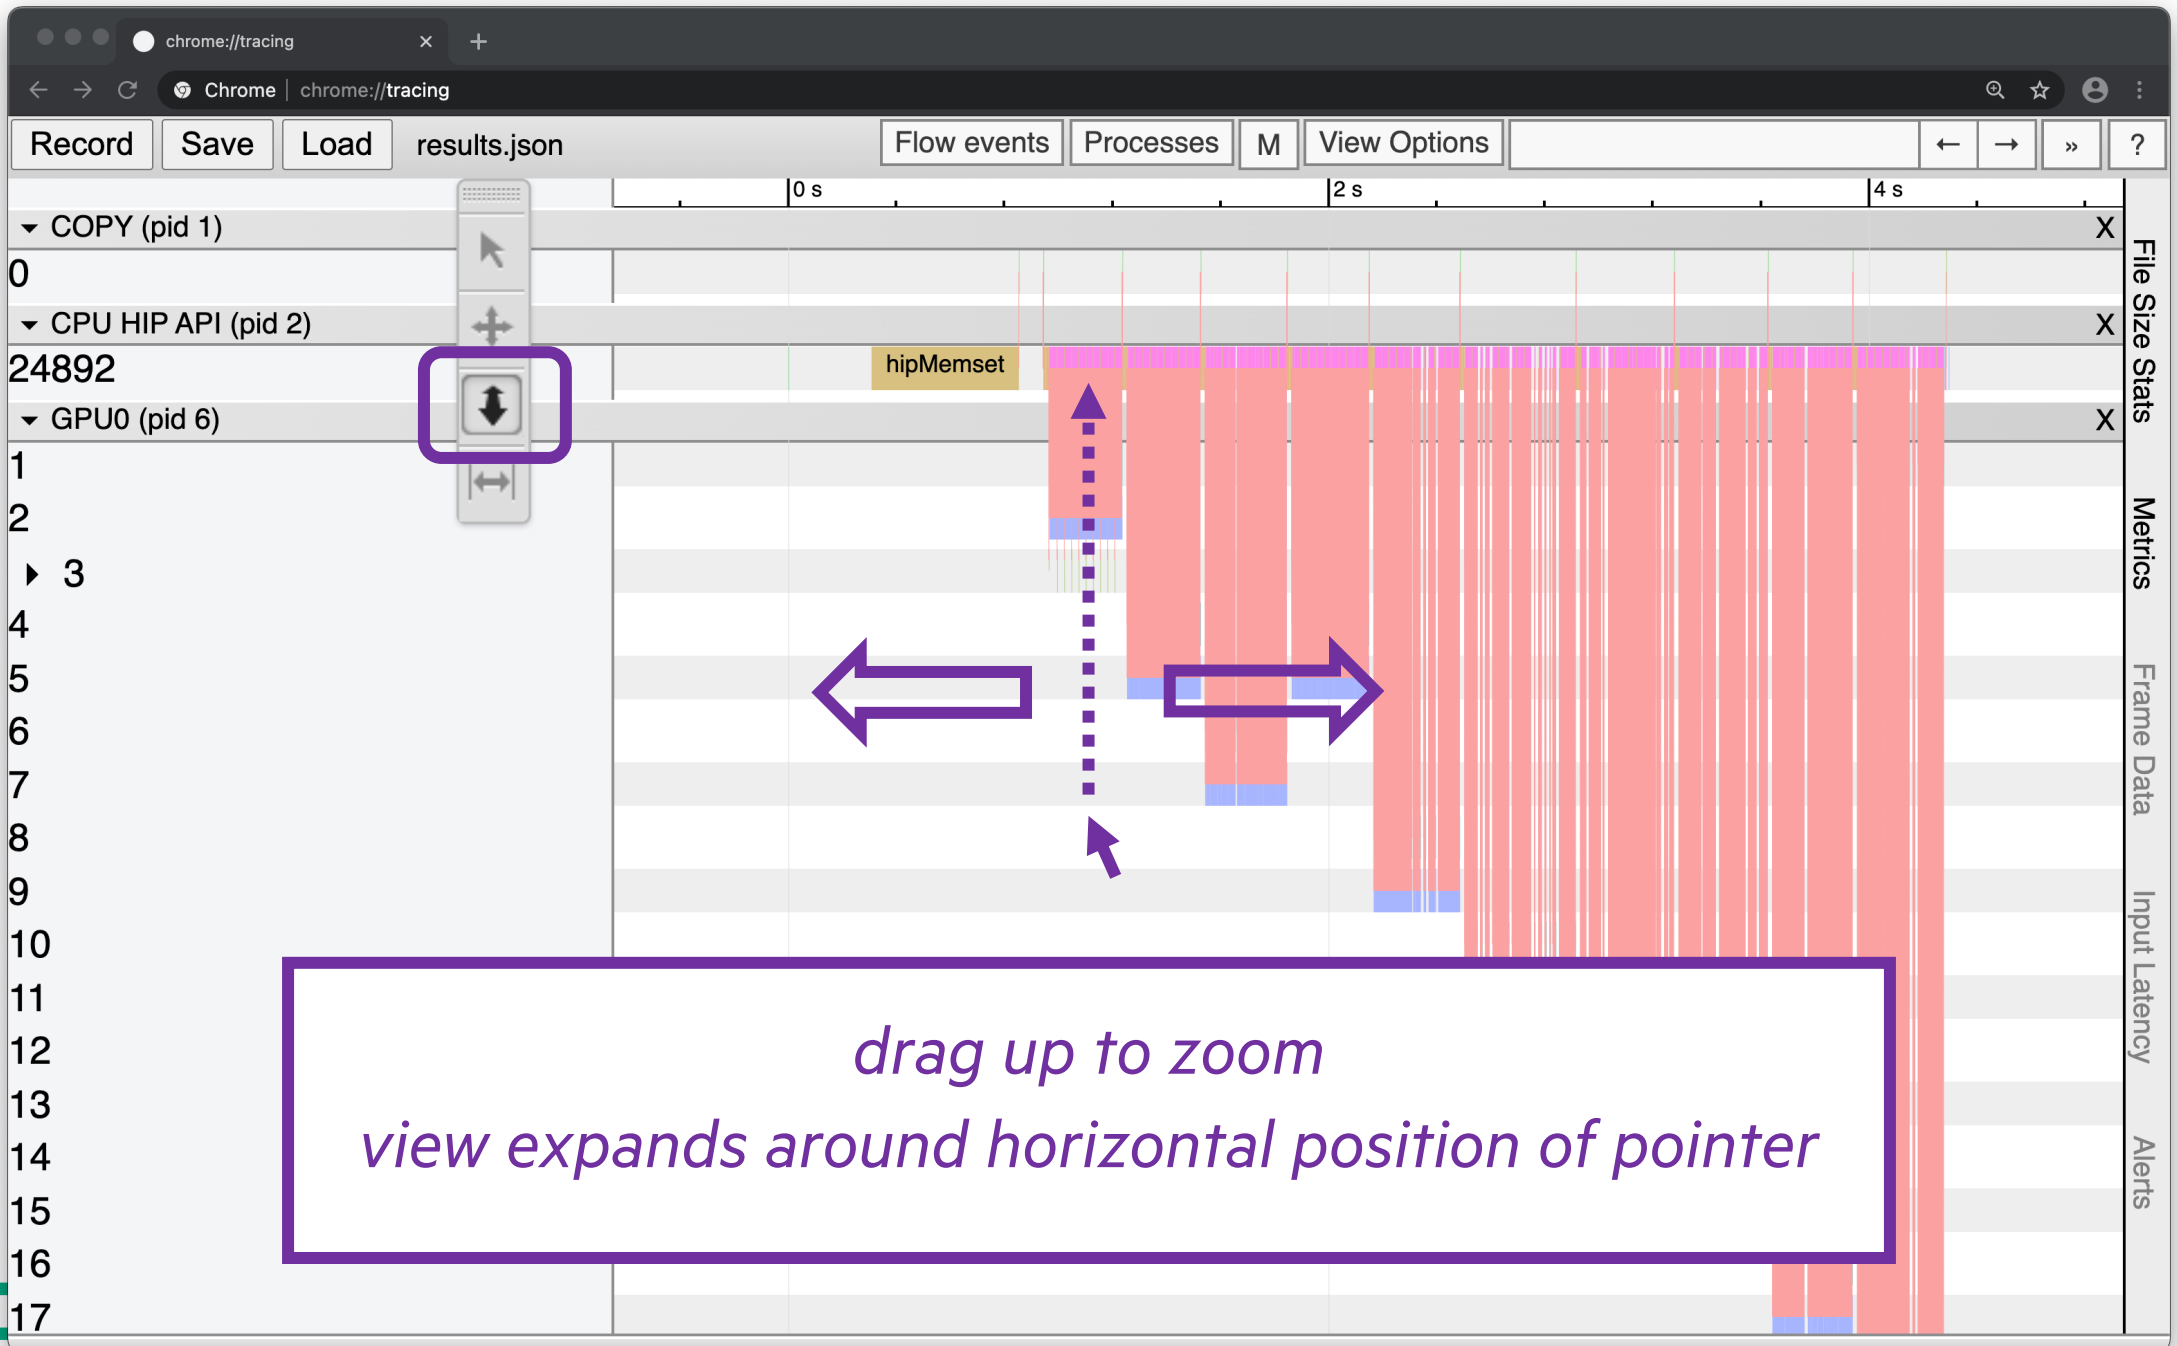 chrome://tracing
Chrome chrome://tracing
Record Save Load results.json Flow events Processes M View Options ← → » ?
0 s 2 s 4 s
COPY (pid 1) X
0
CPU HIP API (pid 2) X
24892 hipMemset
GPU0 (pid 6) X
1
2
3
4
5
6
7
8
9
10
11
12
13
14
15
16
17
drag up to zoom
view expands around horizontal position of pointer
File Size Stats
Metrics
Frame Data
Input Latency
Alerts